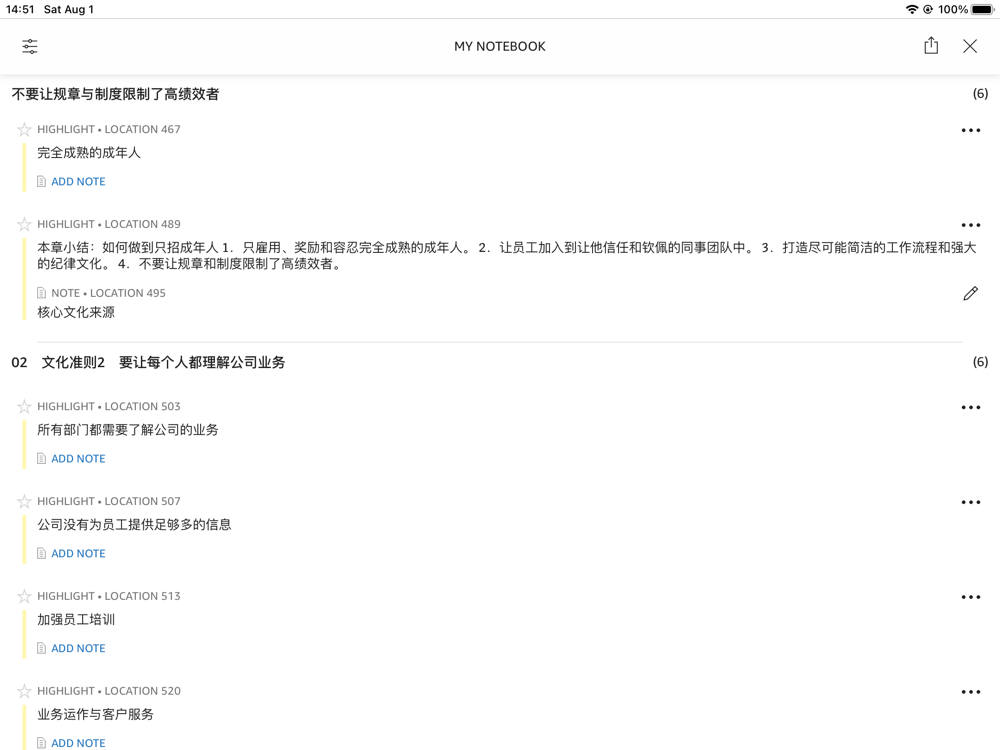 14:51 Sat Aug 1 100%
MY NOTEBOOK
不要让规章与制度限制了高绩效者 (6)
HIGHLIGHT • LOCATION 467
完全成熟的成年人
ADD NOTE
HIGHLIGHT • LOCATION 489
本章小结：如何做到只招成年人 1．只雇用、奖励和容忍完全成熟的成年人。 2．让员工加入到让他信任和钦佩的同事团队中。 3．打造尽可能简洁的工作流程和强大
的纪律文化。 4．不要让规章和制度限制了高绩效者。
NOTE • LOCATION 495
核心文化来源
02 文化准则2 要让每个人都理解公司业务 (6)
HIGHLIGHT • LOCATION 503
所有部门都需要了解公司的业务
ADD NOTE
HIGHLIGHT • LOCATION 507
公司没有为员工提供足够多的信息
ADD NOTE
HIGHLIGHT • LOCATION 513
加强员工培训
ADD NOTE
HIGHLIGHT • LOCATION 520
业务运作与客户服务
ADD NOTE